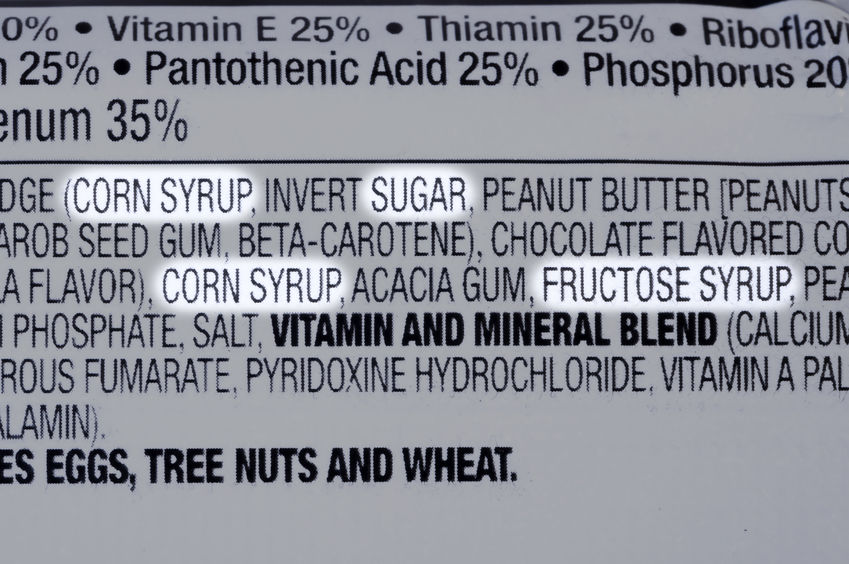 0% • Vitamin E 25% • Thiamin 25% • Riboflavi
n 25% • Pantothenic Acid 25% • Phosphorus 20
enum 35%
DGE (CORN SYRUP, INVERT SUGAR, PEANUT BUTTER [PEANUTS
AROB SEED GUM, BETA-CAROTENE), CHOCOLATE FLAVORED CO
A FLAVOR), CORN SYRUP, ACACIA GUM, FRUCTOSE SYRUP, PEA
PHOSPHATE, SALT, VITAMIN AND MINERAL BLEND (CALCIUM
ROUS FUMARATE, PYRIDOXINE HYDROCHLORIDE, VITAMIN A PAL
ALAMIN).
ES EGGS, TREE NUTS AND WHEAT.